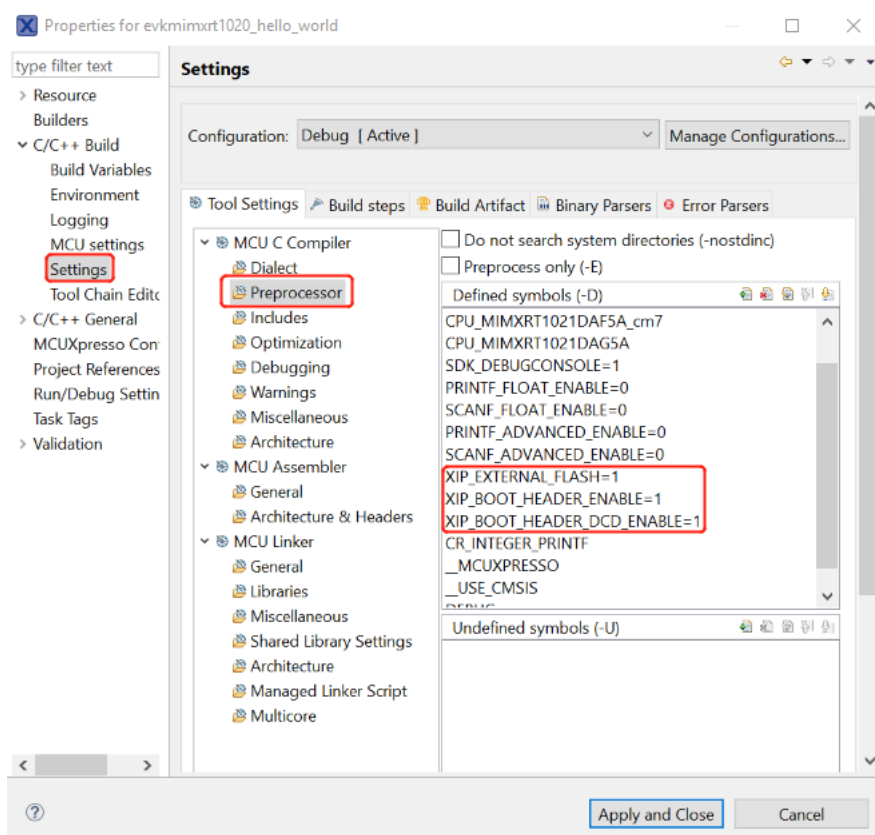 Properties for evkmimxrt1020_hello_world
type filter text
Resource
Builders
C/C++ Build
Build Variables
Environment
Logging
MCU settings
Settings
Tool Chain Editc
C/C++ General
MCUXpresso Con
Project References
Run/Debug Settin
Task Tags
Validation
Settings
Configuration: Debug [ Active ] Manage Configurations...
Tool Settings Build steps Build Artifact Binary Parsers Error Parsers
MCU C Compiler
Dialect
Preprocessor
Includes
Optimization
Debugging
Warnings
Miscellaneous
Architecture
MCU Assembler
General
Architecture & Headers
MCU Linker
General
Libraries
Miscellaneous
Shared Library Settings
Architecture
Managed Linker Script
Multicore
Do not search system directories (-nostdinc)
Preprocess only (-E)
Defined symbols (-D)
CPU_MIMXRT1021DAF5A_cm7
CPU_MIMXRT1021DAG5A
SDK_DEBUGCONSOLE=1
PRINTF_FLOAT_ENABLE=0
SCANF_FLOAT_ENABLE=0
PRINTF_ADVANCED_ENABLE=0
SCANF_ADVANCED_ENABLE=0
XIP_EXTERNAL_FLASH=1
XIP_BOOT_HEADER_ENABLE=1
XIP_BOOT_HEADER_DCD_ENABLE=1
CR_INTEGER_PRINTF
__MCUXPRESSO
__USE_CMSIS
Undefined symbols (-U)
Apply and Close Cancel